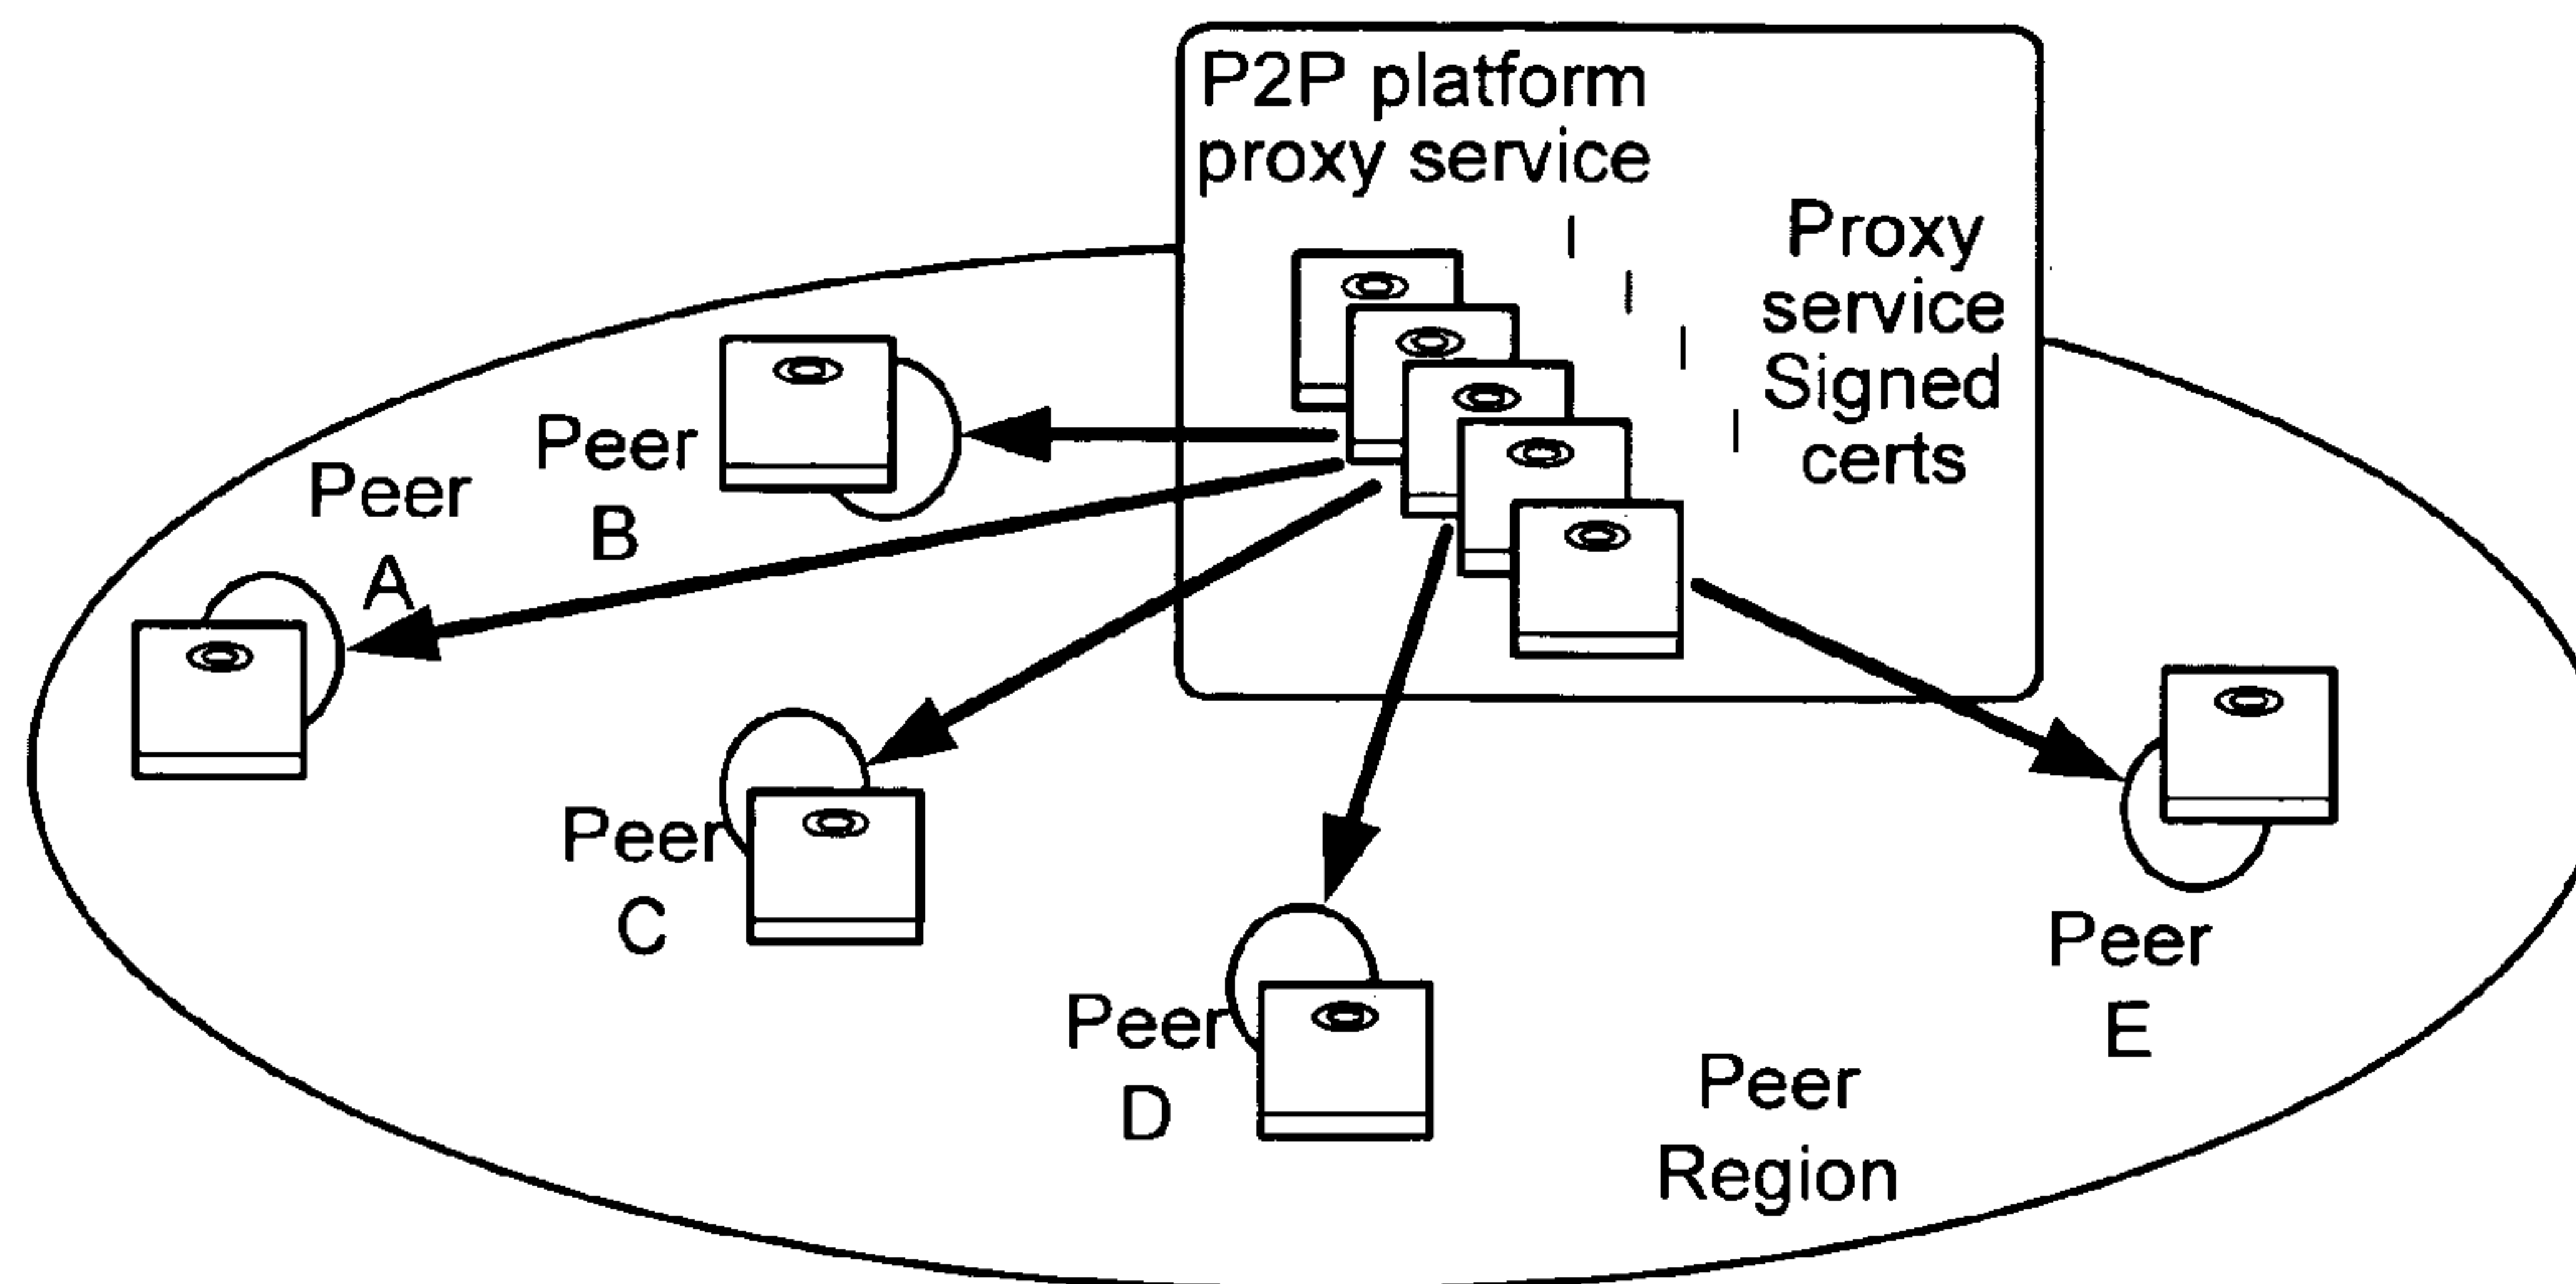 P2P platform
proxy service
Proxy
service
Signed
certs
Peer
A
Peer
B
Peer
C
Peer
D
Peer
E
Peer
Region